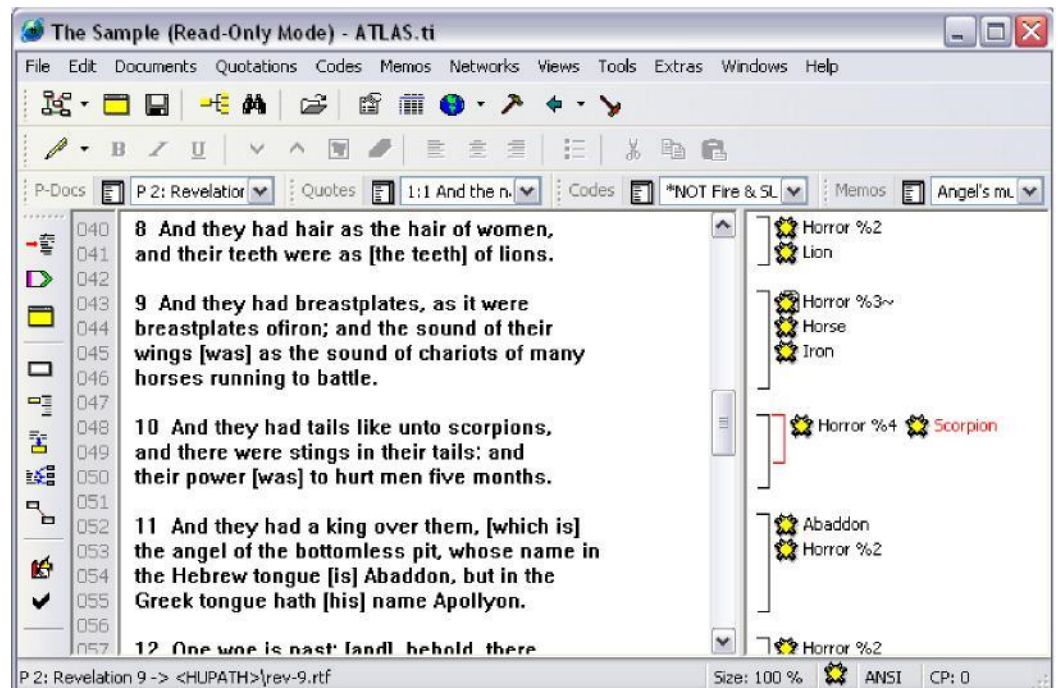 The Sample (Read-Only Mode) - ATLAS.ti
File Edit Documents Quotations Codes Memos Networks Views Tools Extras Windows Help
B I U
P-Docs P 2: Revelation Quotes 1:1 And the n. Codes *NOT Fire & SL Memos Angel's mu
040 8 And they had hair as the hair of women, Horror %2
041 and their teeth were as [the teeth] of lions. Lion
042
043 9 And they had breastplates, as it were Horror %3~
044 breastplates ofiron; and the sound of their Horse
045 wings [was] as the sound of chariots of many Iron
046 horses running to battle.
047
048 10 And they had tails like unto scorpions, Horror %4 Scorpion
049 and there were stings in their tails: and
050 their power [was] to hurt men five months.
051
052 11 And they had a king over them, [which is] Abaddon
053 the angel of the bottomless pit, whose name in Horror %2
054 the Hebrew tongue [is] Abaddon, but in the
055 Greek tongue hath [his] name Apollyon.
056
057 12 One woe is past; [and], behold, there Horror %2
P 2: Revelation 9 -> <HUPATH>\rev-9.rtf Size: 100 % ANSI CP: 0